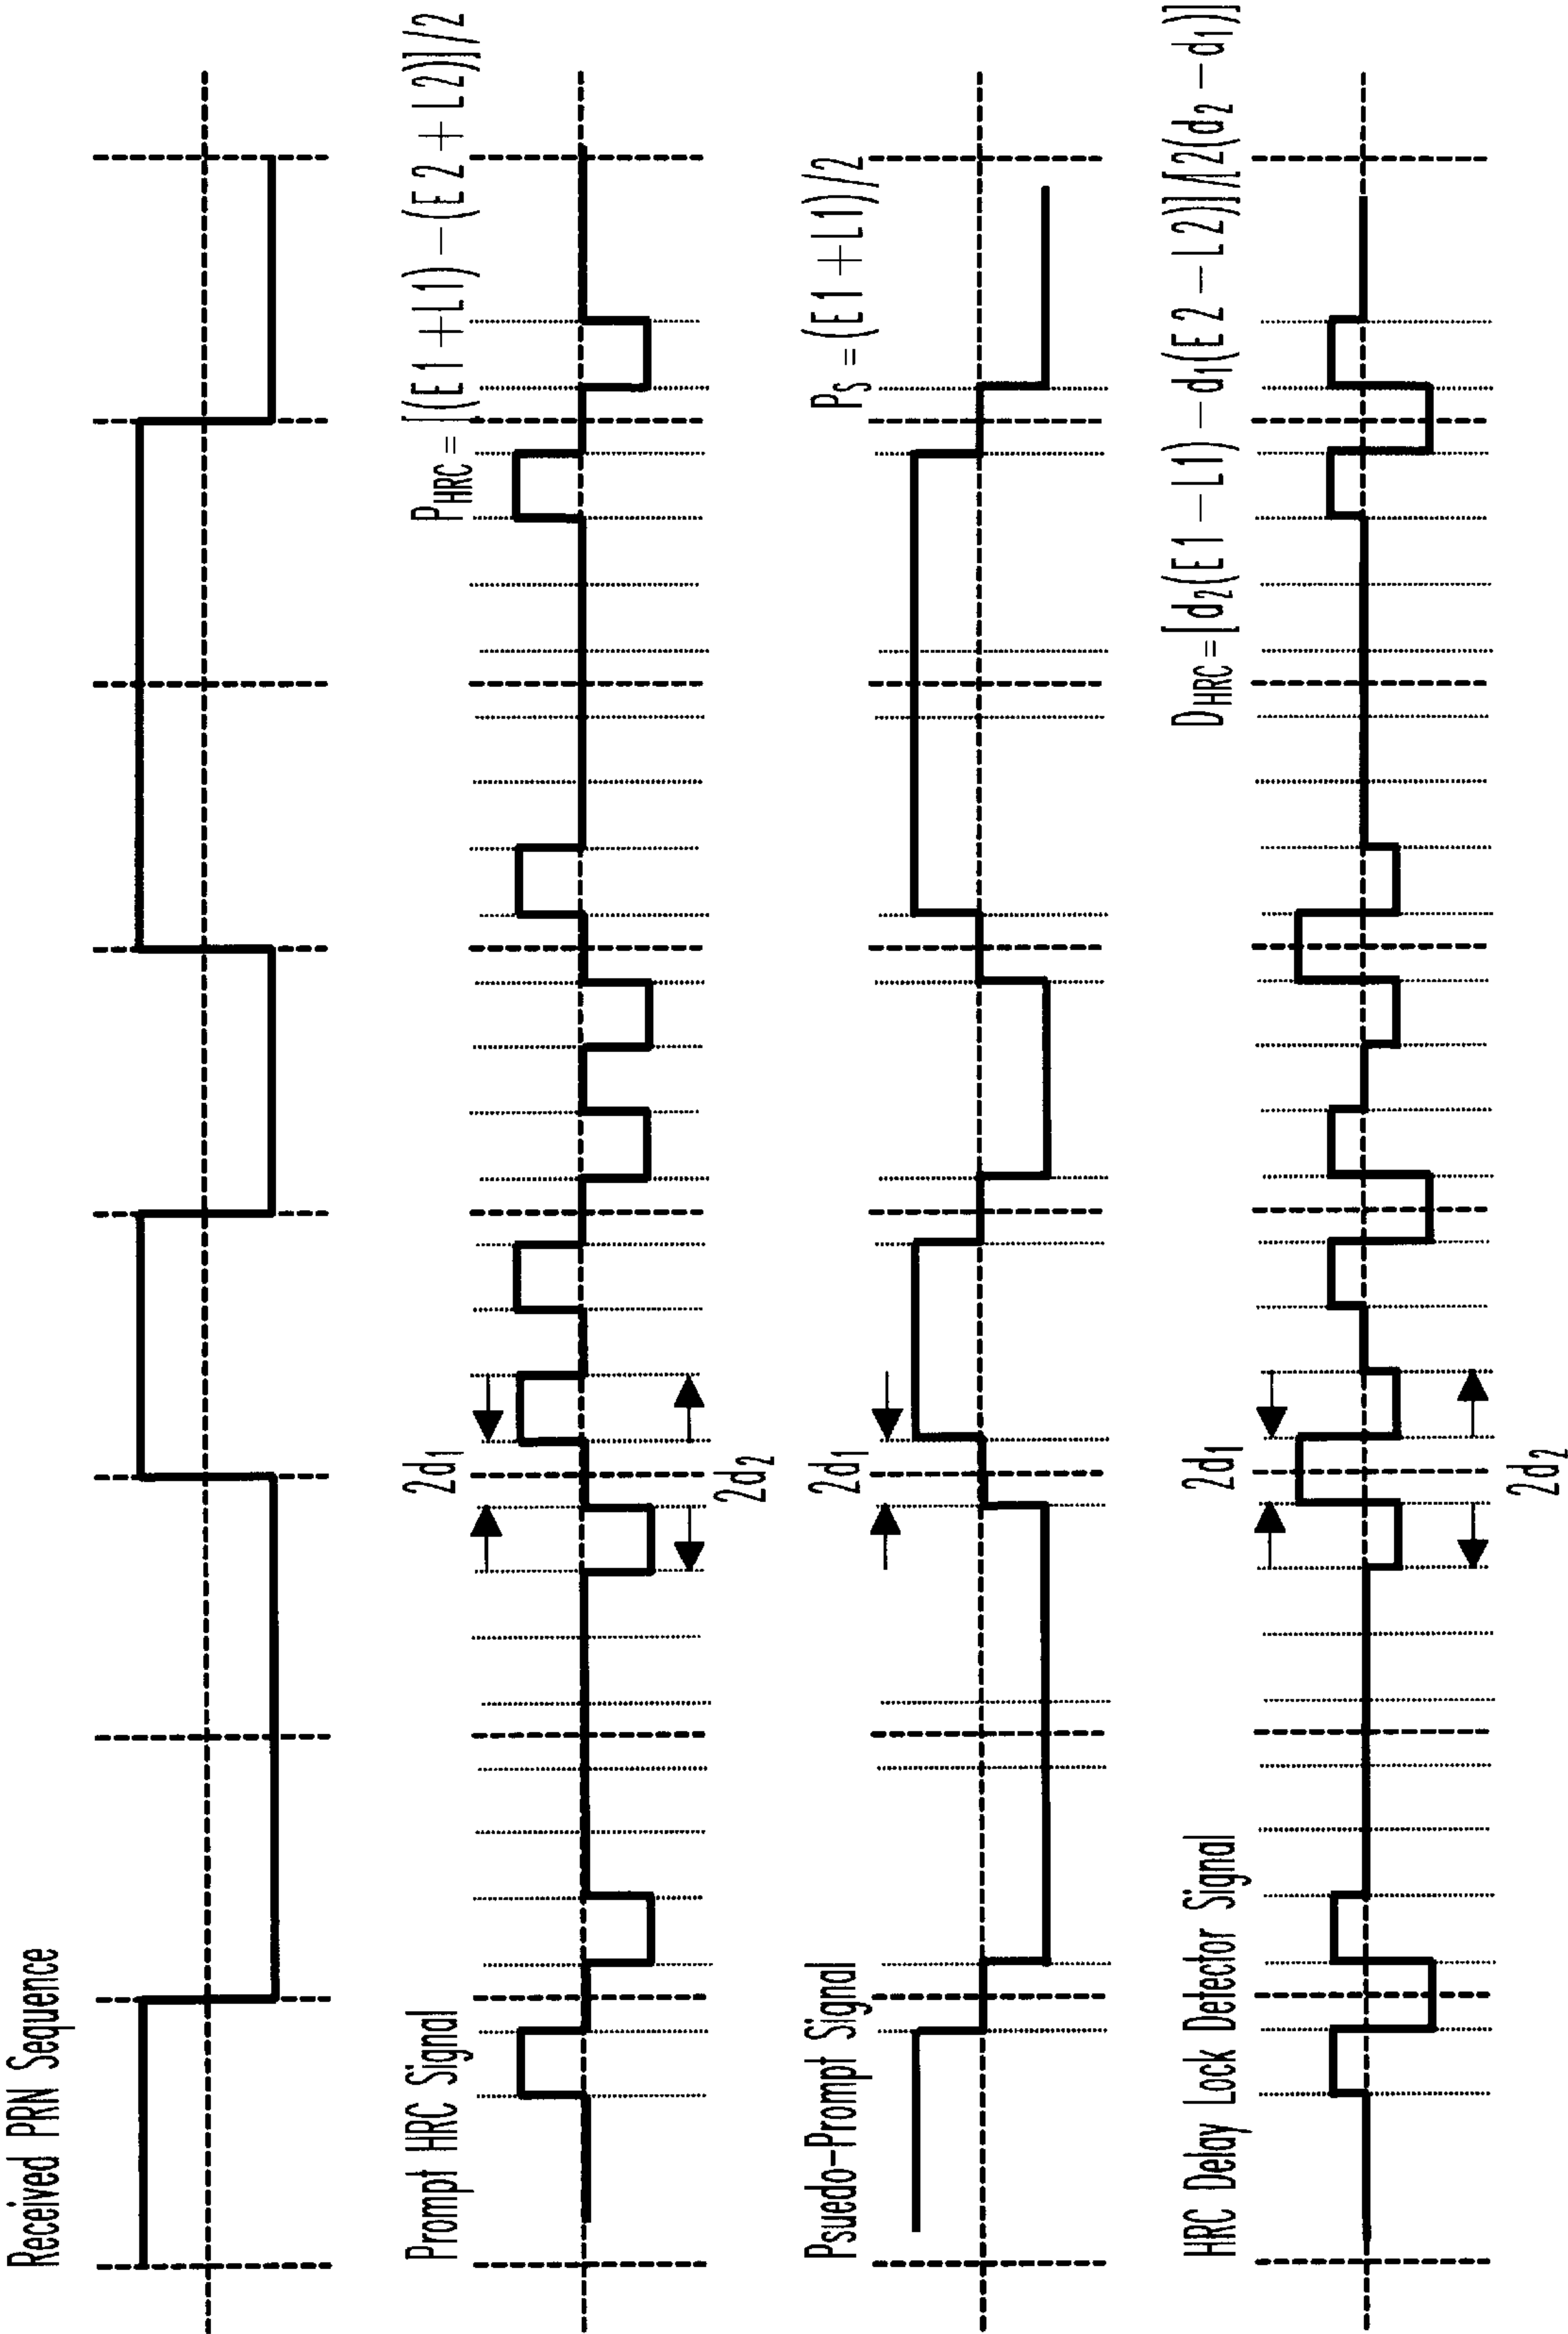 Received PRN Sequence
Prompt HRC Signal
P_HRC = [(E1 + L1) - (E2 + L2)]/2
2d₁
2d₂
Psuedo-Prompt Signal
P_S = (E1 + L1)/2
2d₁
HRC Delay Lock Detector Signal
D_HRC = [d₂(E1 - L1) - d₁(E2 - L2)]/[2(d₂ - d₁)]
2d₁
2d₂